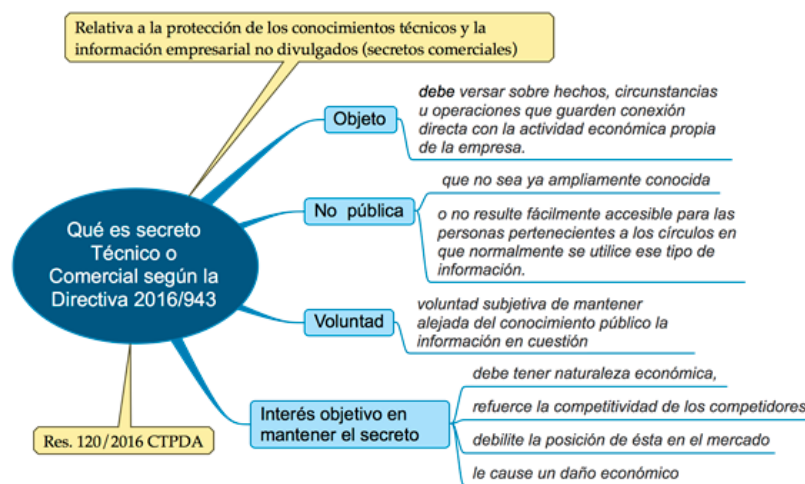 Relativa a la protección de los conocimientos técnicos y la
información empresarial no divulgados (secretos comerciales)
Qué es secreto
Técnico o
Comercial según la
Directiva 2016/943
Res. 120/2016 CTPDA
Objeto
debe versar sobre hechos, circunstancias
u operaciones que guarden conexión
directa con la actividad económica propia
de la empresa.
No pública
que no sea ya ampliamente conocida
o no resulte fácilmente accesible para las
personas pertenecientes a los círculos en
que normalmente se utilice ese tipo de
información.
Voluntad
voluntad subjetiva de mantener
alejada del conocimiento público la
información en cuestión
Interés objetivo en
mantener el secreto
debe tener naturaleza económica,
refuerce la competitividad de los competidores
debilite la posición de ésta en el mercado
le cause un daño económico